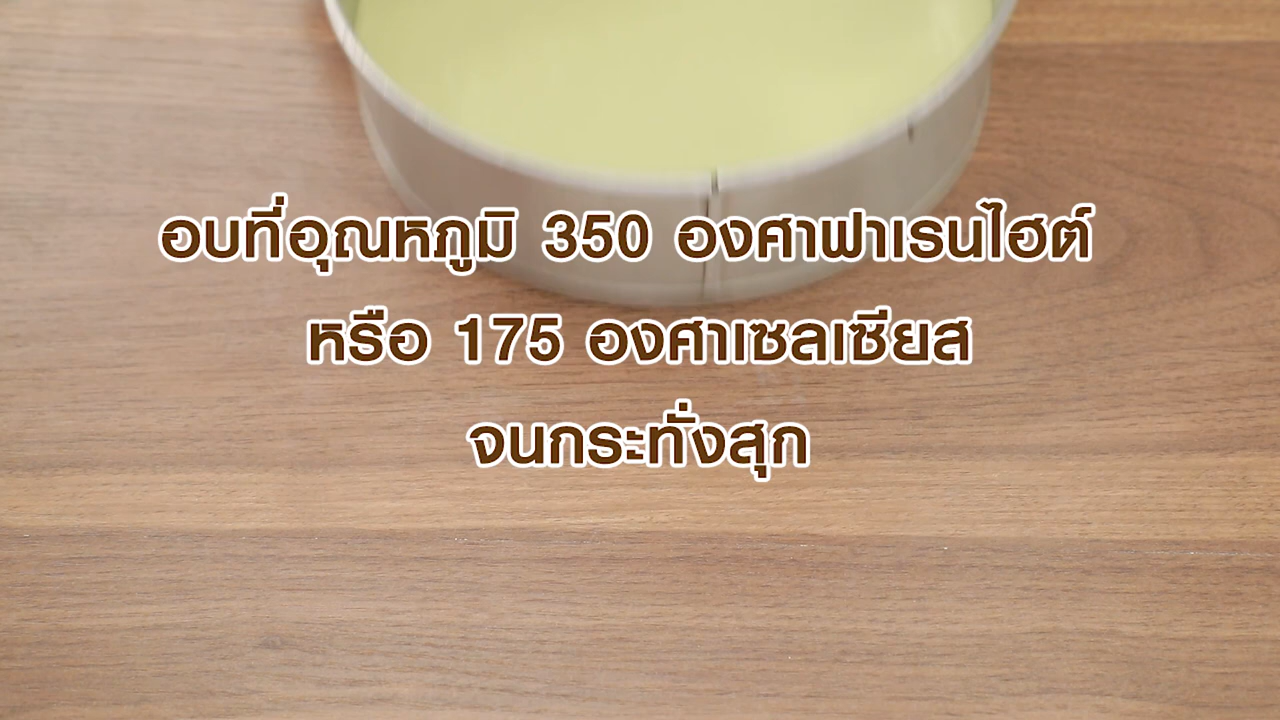 อบที่อุณหภูมิ 350 องศาฟาเรนไฮต์
หรือ 175 องศาเซลเซียส
จนกระทั่งสุก